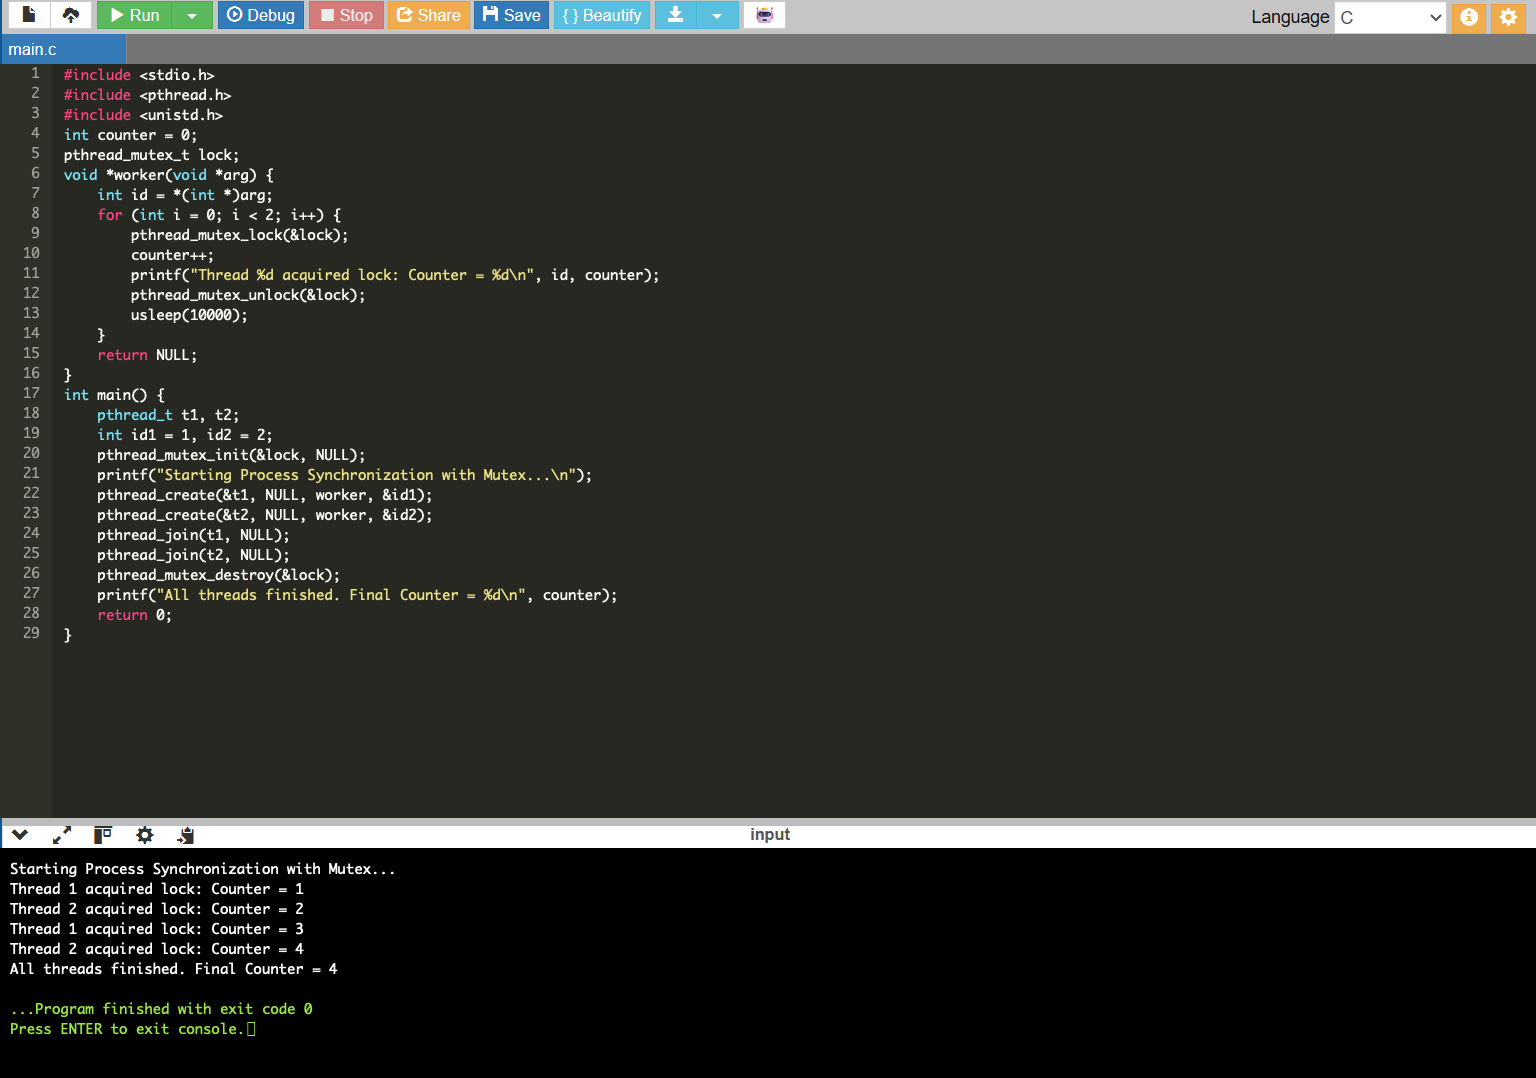 Run Debug Stop Share Save { } Beautify Language C
main.c
1 #include <stdio.h>
2 #include <pthread.h>
3 #include <unistd.h>
4 int counter = 0;
5 pthread_mutex_t lock;
6 void *worker(void *arg) {
7     int id = *(int *)arg;
8     for (int i = 0; i < 2; i++) {
9         pthread_mutex_lock(&lock);
10         counter++;
11         printf("Thread %d acquired lock: Counter = %d\n", id, counter);
12         pthread_mutex_unlock(&lock);
13         usleep(10000);
14     }
15     return NULL;
16 }
17 int main() {
18     pthread_t t1, t2;
19     int id1 = 1, id2 = 2;
20     pthread_mutex_init(&lock, NULL);
21     printf("Starting Process Synchronization with Mutex...\n");
22     pthread_create(&t1, NULL, worker, &id1);
23     pthread_create(&t2, NULL, worker, &id2);
24     pthread_join(t1, NULL);
25     pthread_join(t2, NULL);
26     pthread_mutex_destroy(&lock);
27     printf("All threads finished. Final Counter = %d\n", counter);
28     return 0;
29 }
input
Starting Process Synchronization with Mutex...
Thread 1 acquired lock: Counter = 1
Thread 2 acquired lock: Counter = 2
Thread 1 acquired lock: Counter = 3
Thread 2 acquired lock: Counter = 4
All threads finished. Final Counter = 4
...Program finished with exit code 0
Press ENTER to exit console.